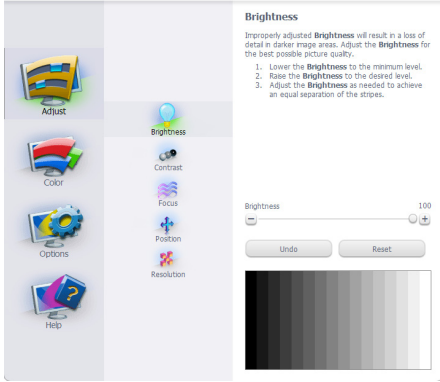 Adjust
Color
Options
Help
Brightness
Contrast
Focus
Position
Resolution
Brightness
Improperly adjusted Brightness will result in a loss of
detail in darker image areas. Adjust the Brightness for
the best possible picture quality.
1. Lower the Brightness to the minimum level.
2. Raise the Brightness to the desired level.
3. Adjust the Brightness as needed to achieve
an equal separation of the stripes.
Brightness 100
Undo Reset